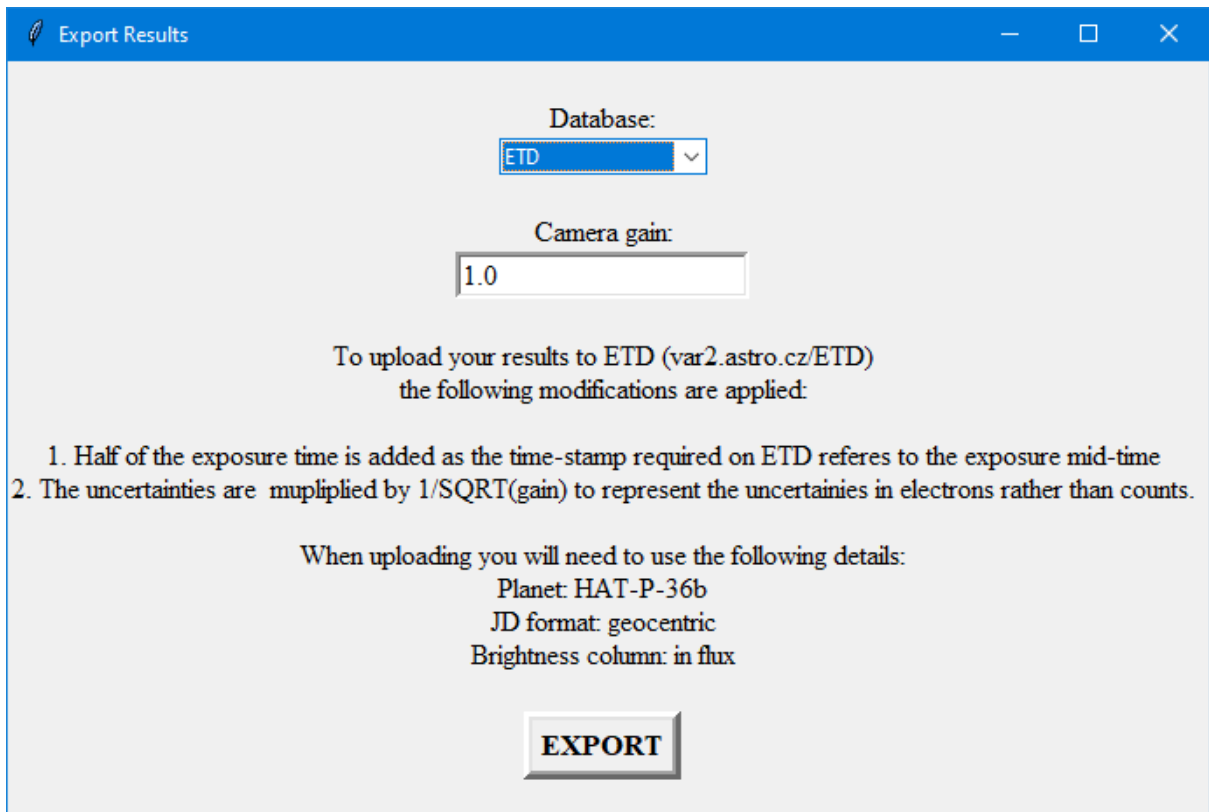 Export Results
Database:
ETD
Camera gain:
1.0
To upload your results to ETD (var2.astro.cz/ETD)
the following modifications are applied:
1. Half of the exposure time is added as the time-stamp required on ETD referes to the exposure mid-time
2. The uncertainties are  mupliplied by 1/SQRT(gain) to represent the uncertainies in electrons rather than counts.
When uploading you will need to use the following details:
Planet: HAT-P-36b
JD format: geocentric
Brightness column: in flux
EXPORT